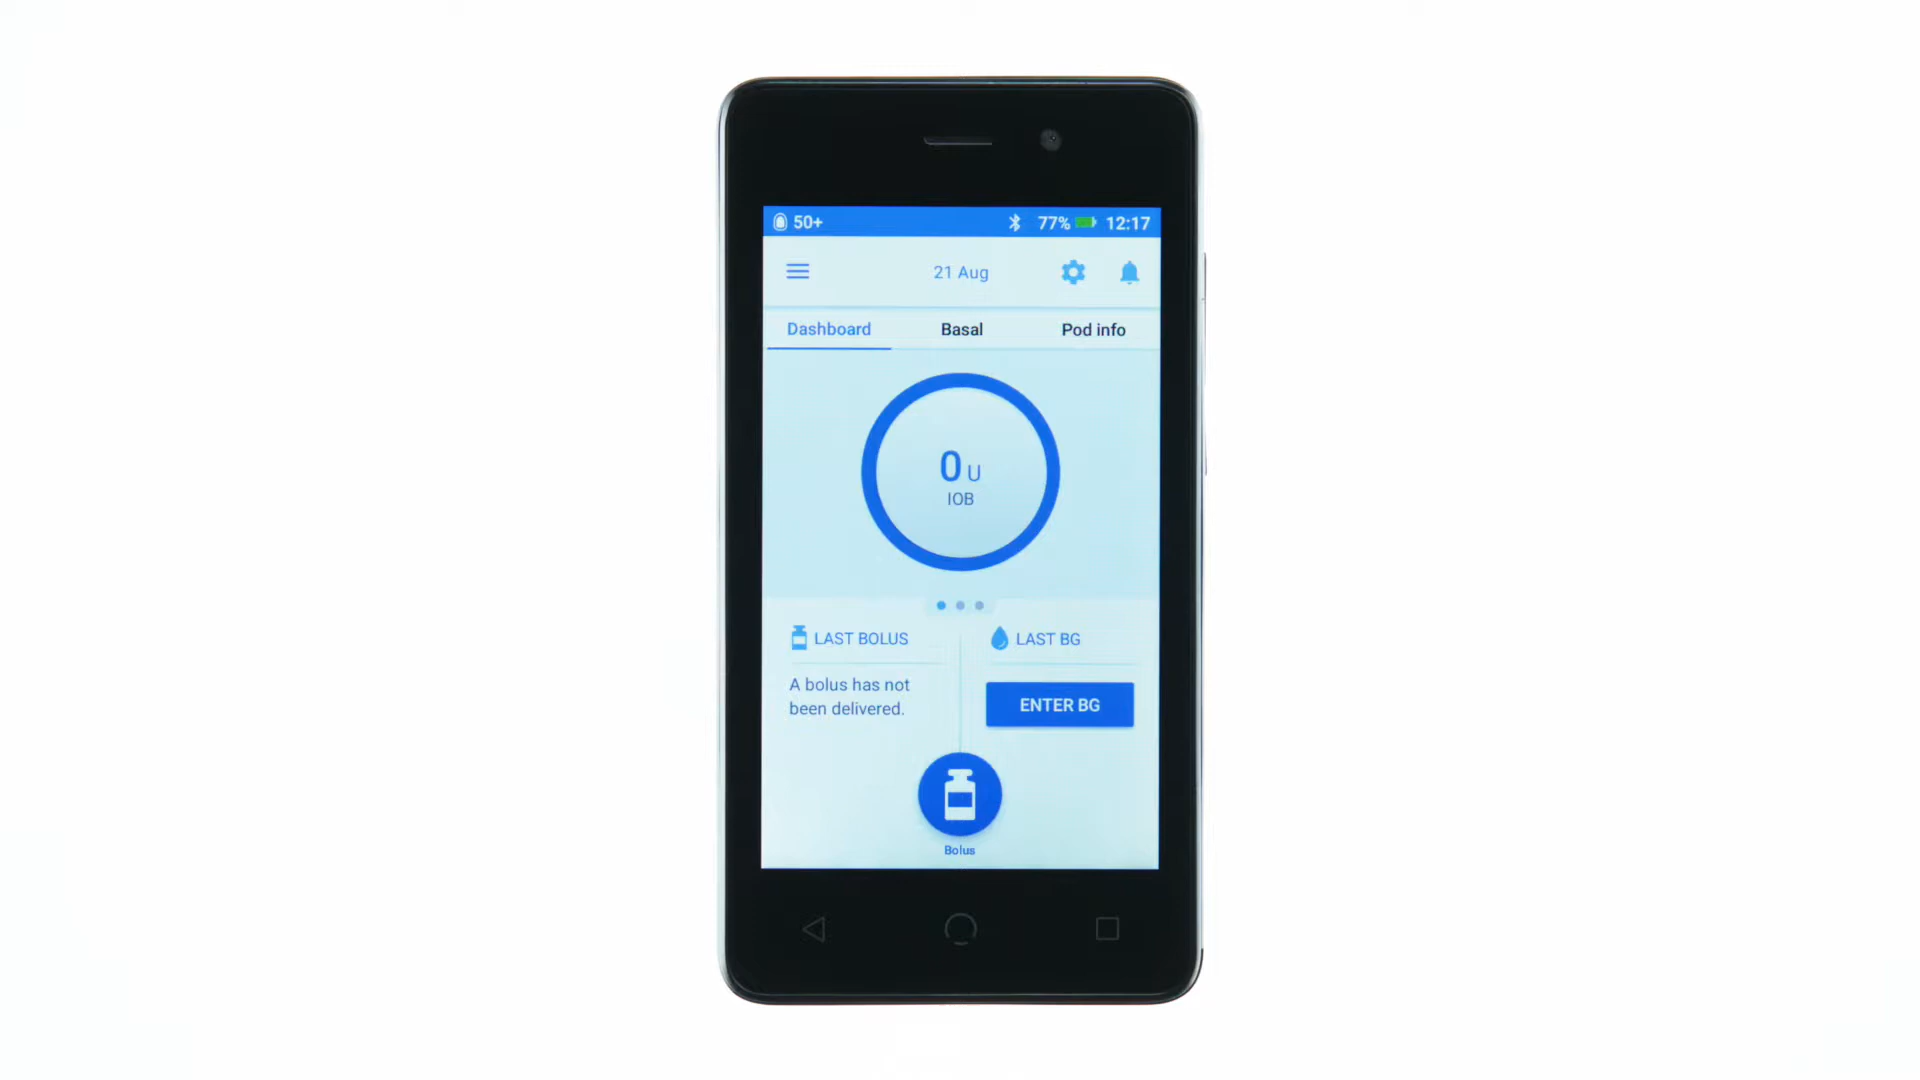 50+ 77% 12:17
21 Aug
Dashboard Basal Pod info
0 U
IOB
LAST BOLUS LAST BG
A bolus has not
been delivered.
ENTER BG
Bolus